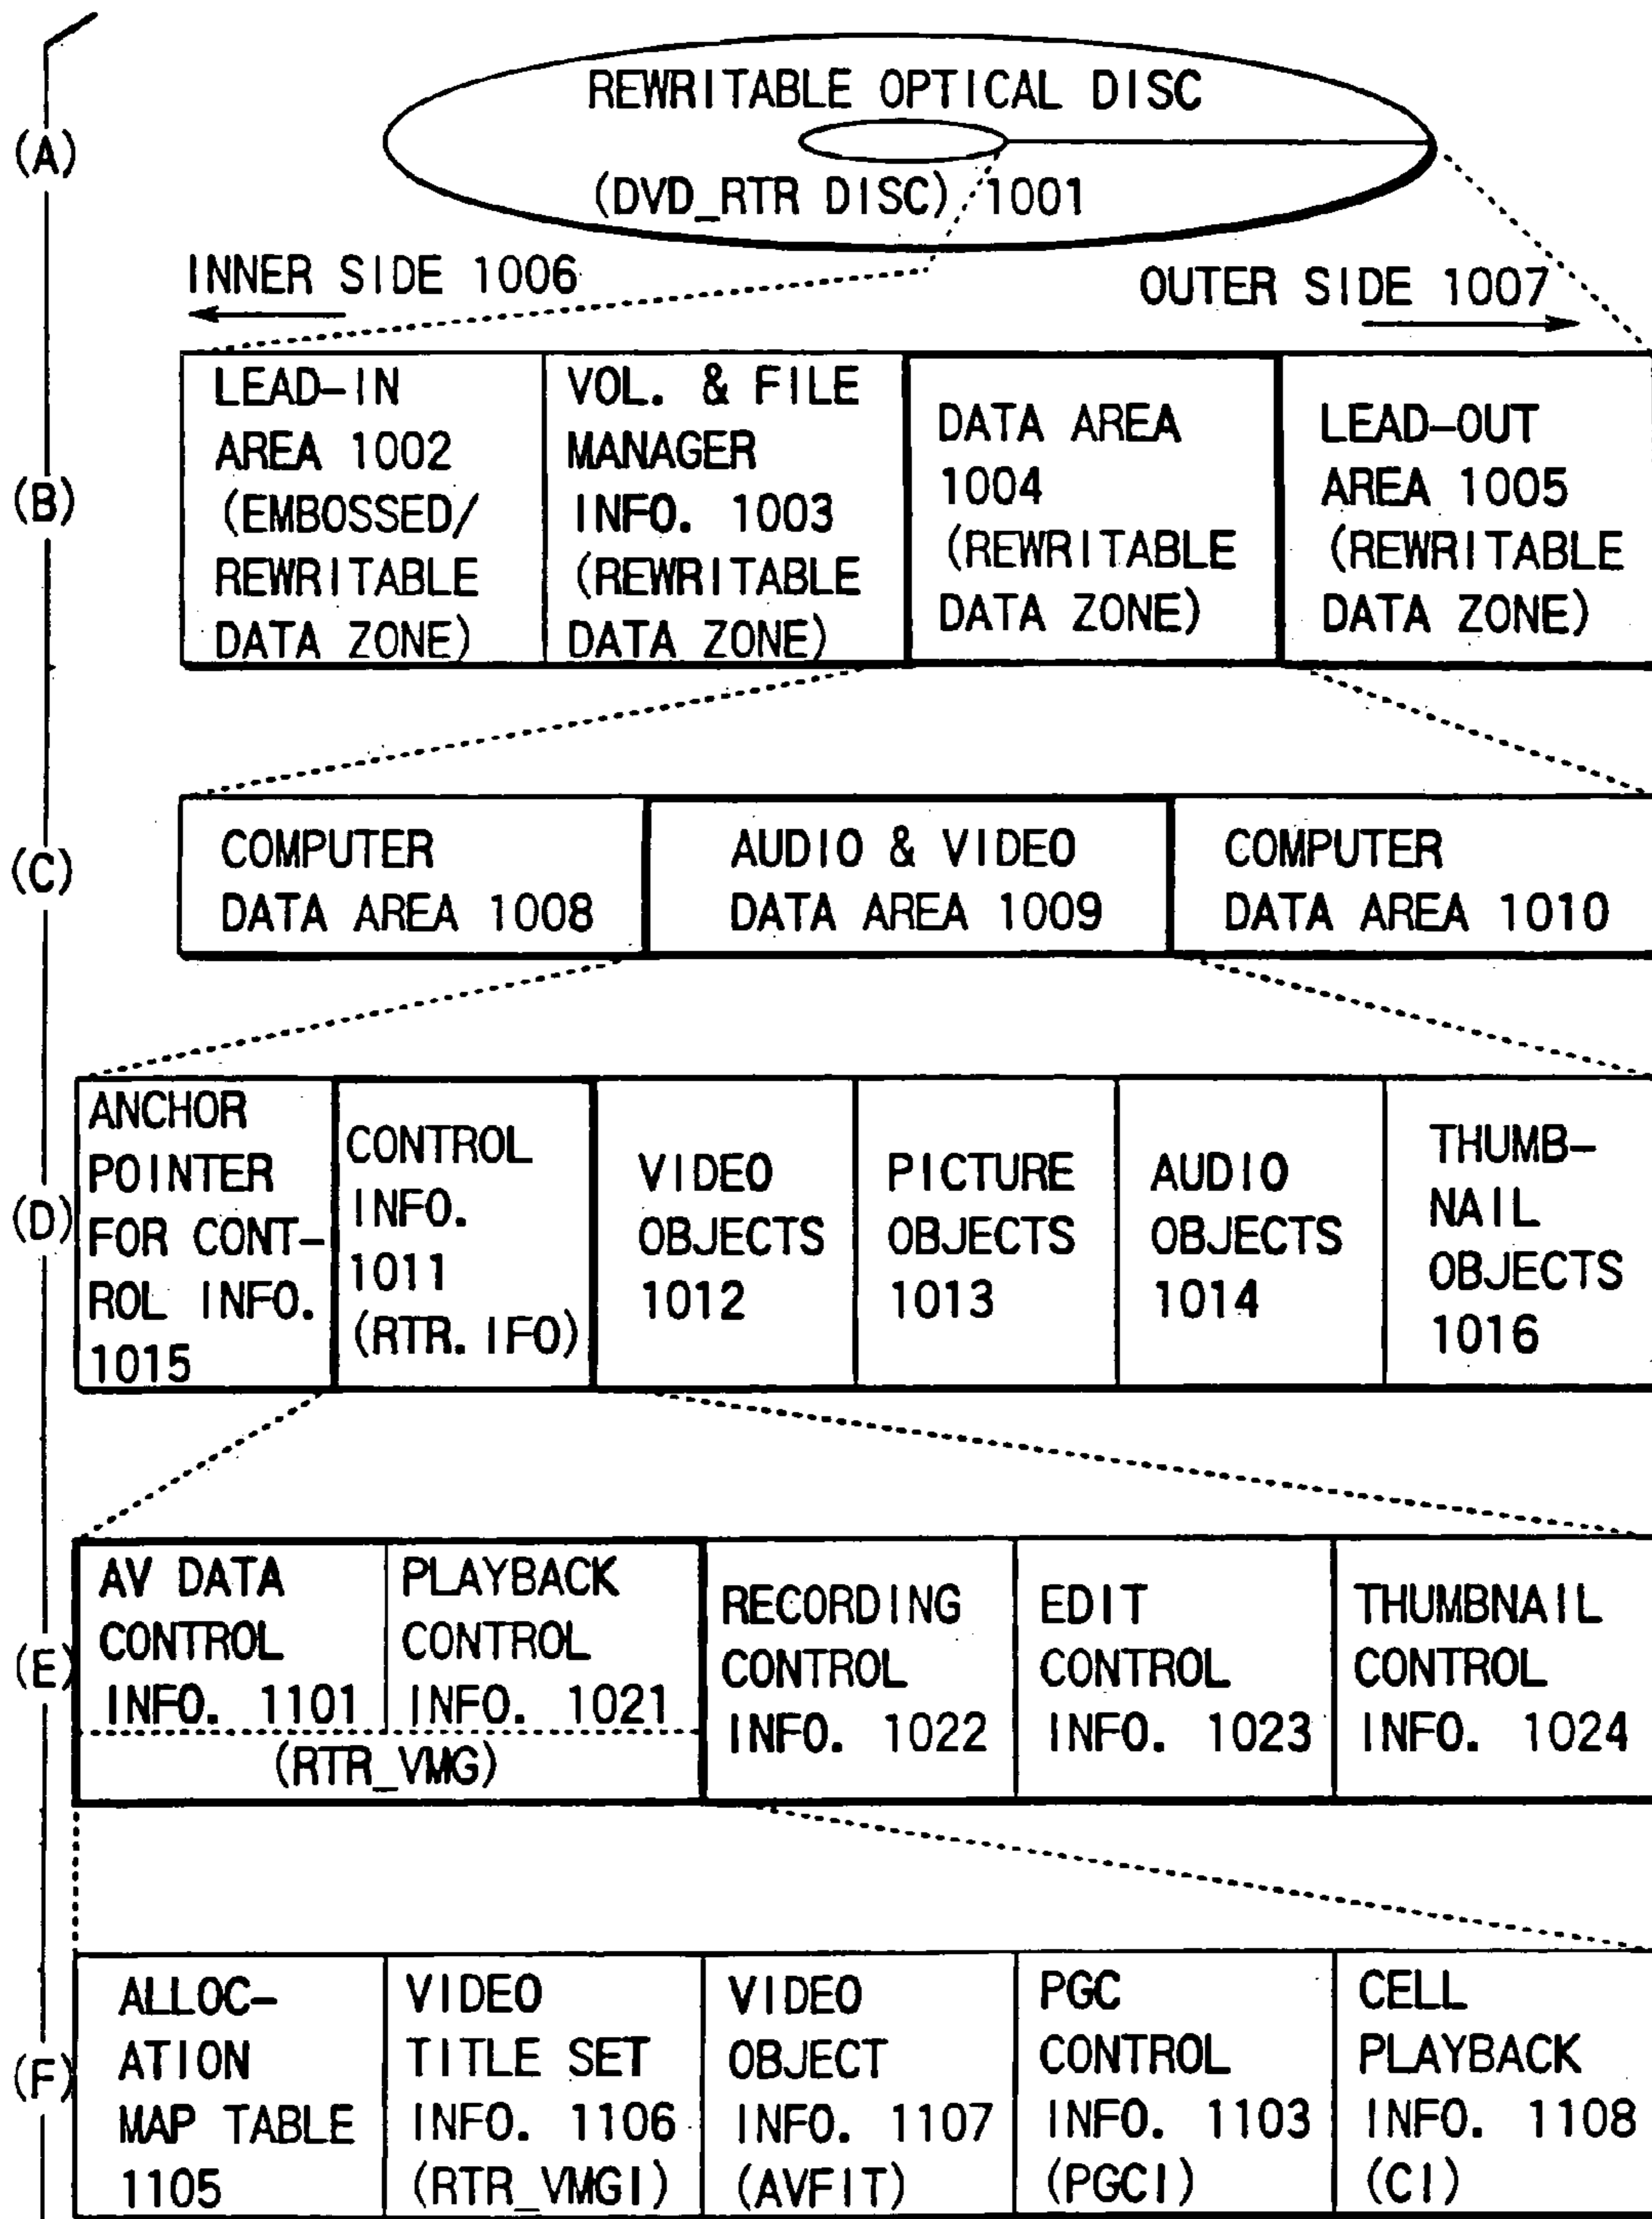 (A)
REWRITABLE OPTICAL DISC
(DVD_RTR DISC) 1001
INNER SIDE 1006
OUTER SIDE 1007
(B)
LEAD-IN
AREA 1002
(EMBOSSED/
REWRITABLE
DATA ZONE)
VOL. & FILE
MANAGER
INFO. 1003
(REWRITABLE
DATA ZONE)
DATA AREA
1004
(REWRITABLE
DATA ZONE)
LEAD-OUT
AREA 1005
(REWRITABLE
DATA ZONE)
(C)
COMPUTER
DATA AREA 1008
AUDIO & VIDEO
DATA AREA 1009
COMPUTER
DATA AREA 1010
(D)
ANCHOR
POINTER
FOR CONT-
ROL INFO.
1015
CONTROL
INFO.
1011
(RTR.IFO)
VIDEO
OBJECTS
1012
PICTURE
OBJECTS
1013
AUDIO
OBJECTS
1014
THUMB-
NAIL
OBJECTS
1016
(E)
AV DATA
CONTROL
INFO. 1101
PLAYBACK
CONTROL
INFO. 1021
(RTR_VMG)
RECORDING
CONTROL
INFO. 1022
EDIT
CONTROL
INFO. 1023
THUMBNAIL
CONTROL
INFO. 1024
(F)
ALLOC-
ATION
MAP TABLE
1105
VIDEO
TITLE SET
INFO. 1106
(RTR_VMGI)
VIDEO
OBJECT
INFO. 1107
(AVFIT)
PGC
CONTROL
INFO. 1103
(PGCI)
CELL
PLAYBACK
INFO. 1108
(CI)